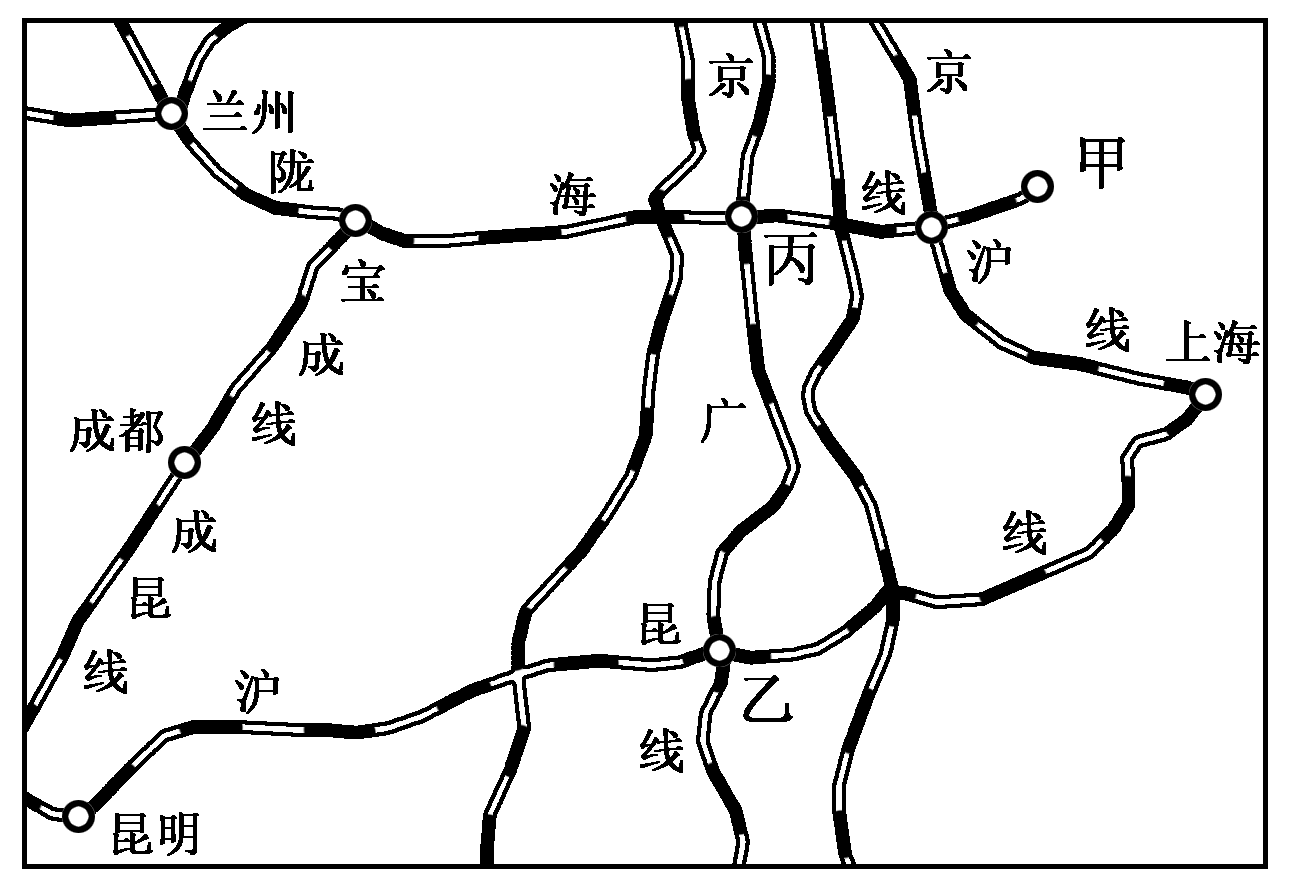 京
京
兰州
甲
陇
海
线
丙
沪
宝
成
线
线
上海
广
成都
成
昆
线
线
昆
沪
乙
线
昆明